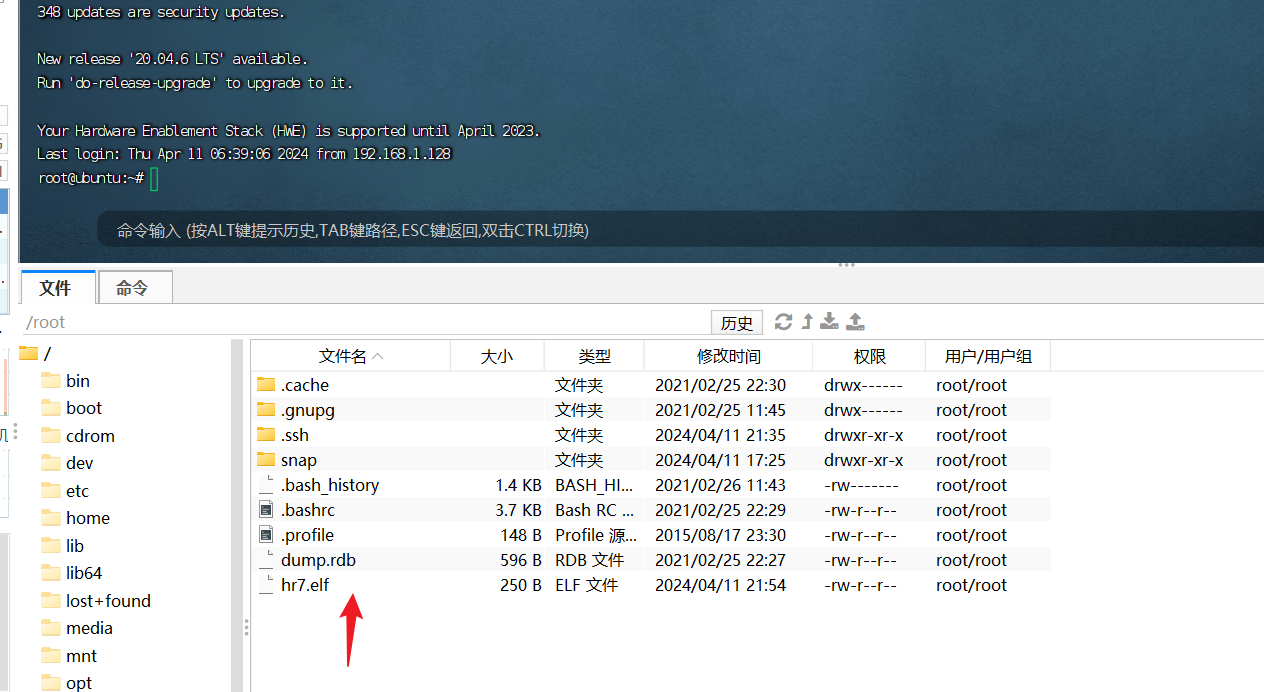 348 updates are security updates.
New release '20.04.6 LTS' available.
Run 'do-release-upgrade' to upgrade to it.
Your Hardware Enablement Stack (HWE) is supported until April 2023.
Last login: Thu Apr 11 06:39:06 2024 from 192.168.1.128
root@ubuntu:~#
命令输入 (按ALT键提示历史,TAB键路径,ESC键返回,双击CTRL切换)
文件 命令
/root 历史
/
bin
boot
cdrom
dev
etc
home
lib
lib64
lost+found
media
mnt
opt
文件名 大小 类型 修改时间 权限 用户/用户组
.cache 文件夹 2021/02/25 22:30 drwx------ root/root
.gnupg 文件夹 2021/02/25 11:45 drwx------ root/root
.ssh 文件夹 2024/04/11 21:35 drwxr-xr-x root/root
snap 文件夹 2024/04/11 17:25 drwxr-xr-x root/root
.bash_history 1.4 KB BASH_HI... 2021/02/26 11:43 -rw------- root/root
.bashrc 3.7 KB Bash RC ... 2021/02/25 22:29 -rw-r--r-- root/root
.profile 148 B Profile 源... 2015/08/17 23:30 -rw-r--r-- root/root
dump.rdb 596 B RDB 文件 2021/02/25 22:27 -rw-r--r-- root/root
hr7.elf 250 B ELF 文件 2024/04/11 21:54 -rw-r--r-- root/root